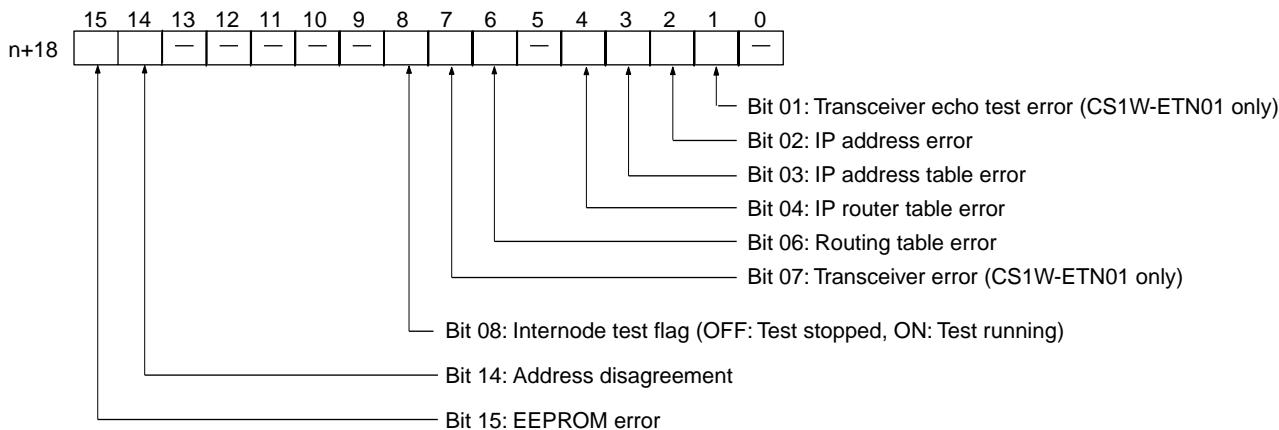 15 14 13 12 11 10 9 8 7 6 5 4 3 2 1 0
n+18 — — — — — — —
Bit 01: Transceiver echo test error (CS1W-ETN01 only)
Bit 02: IP address error
Bit 03: IP address table error
Bit 04: IP router table error
Bit 06: Routing table error
Bit 07: Transceiver error (CS1W-ETN01 only)
Bit 08: Internode test flag (OFF: Test stopped, ON: Test running)
Bit 14: Address disagreement
Bit 15: EEPROM error